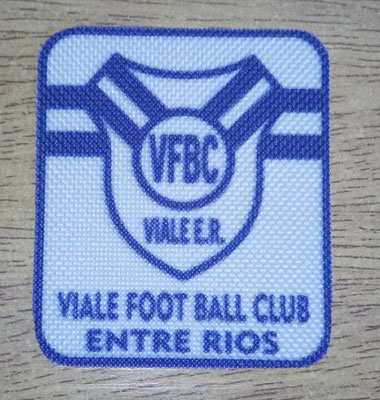 VFBC
VIALE E.R.
VIALE FOOT BALL CLUB
ENTRE RIOS